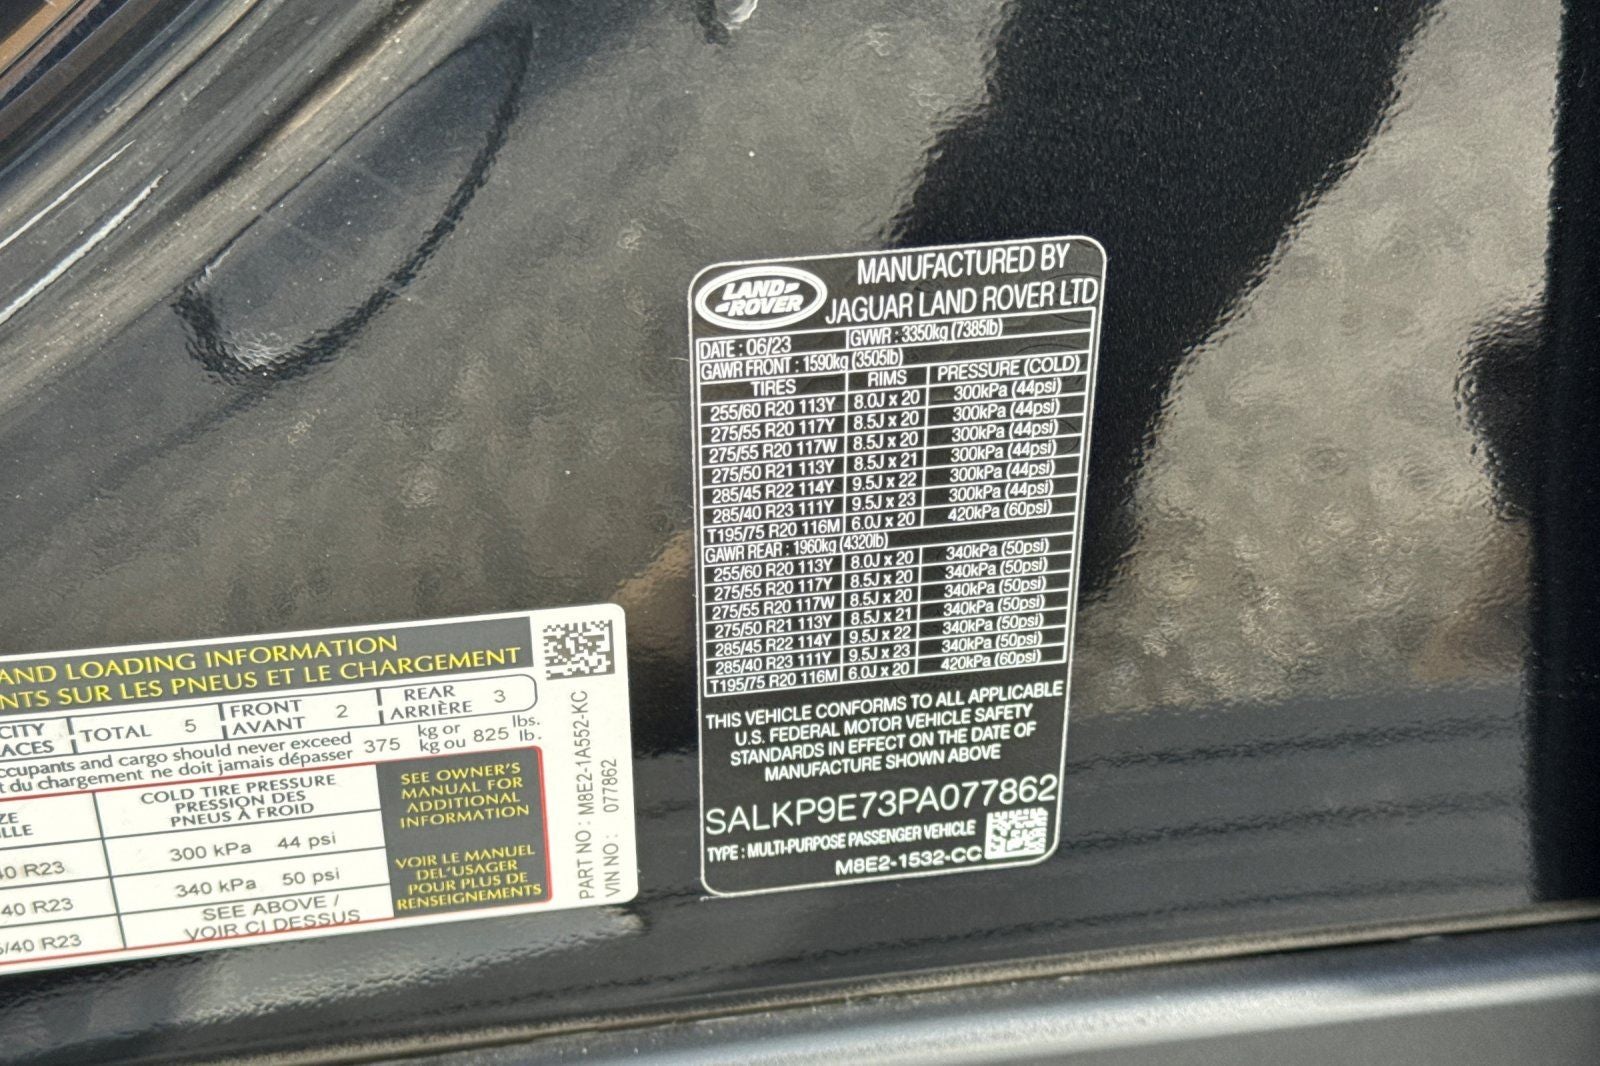 LAND ROVER
MANUFACTURED BY
JAGUAR LAND ROVER LTD
DATE : 06/23 GVWR : 3350kg (7385lb)
GAWR FRONT : 1590kg (3505lb)
TIRES RIMS PRESSURE (COLD)
255/60 R20 113Y 8.0J x 20 300kPa (44psi)
275/55 R20 117Y 8.5J x 20 300kPa (44psi)
275/55 R20 117W 8.5J x 20 300kPa (44psi)
275/50 R21 113Y 8.5J x 21 300kPa (44psi)
285/45 R22 114Y 9.5J x 22 300kPa (44psi)
285/40 R23 111Y 9.5J x 23 300kPa (44psi)
T195/75 R20 116M 6.0J x 20 420kPa (60psi)
GAWR REAR : 1960kg (4320lb)
255/60 R20 113Y 8.0J x 20 340kPa (50psi)
275/55 R20 117Y 8.5J x 20 340kPa (50psi)
275/55 R20 117W 8.5J x 20 340kPa (50psi)
275/50 R21 113Y 8.5J x 21 340kPa (50psi)
285/45 R22 114Y 9.5J x 22 340kPa (50psi)
285/40 R23 111Y 9.5J x 23 340kPa (50psi)
T195/75 R20 116M 6.0J x 20 420kPa (60psi)
THIS VEHICLE CONFORMS TO ALL APPLICABLE
U.S. FEDERAL MOTOR VEHICLE SAFETY
STANDARDS IN EFFECT ON THE DATE OF
MANUFACTURE SHOWN ABOVE
SALKP9E73PA077862
TYPE : MULTI-PURPOSE PASSENGER VEHICLE
M8E2-1532-CC
AND LOADING INFORMATION
NTS SUR LES PNEUS ET LE CHARGEMENT
CITY TOTAL 5 FRONT 2 REAR 3
ACES AVANT ARRIÈRE
ccupants and cargo should never exceed 375 kg or 825 lbs.
t du chargement ne doit jamais dépasser kg ou lb.
ZE COLD TIRE PRESSURE
LLE PRESSION DES
PNEUS À FROID
40 R23 300 kPa 44 psi
40 R23 340 kPa 50 psi
5/40 R23 SEE ABOVE /
VOIR CI DESSUS
SEE OWNER'S
MANUAL FOR
ADDITIONAL
INFORMATION
VOIR LE MANUEL
DEL'USAGER
POUR PLUS DE
RENSEIGNEMENTS
PART NO : M8E2-1A552-KC
VIN NO : 077862